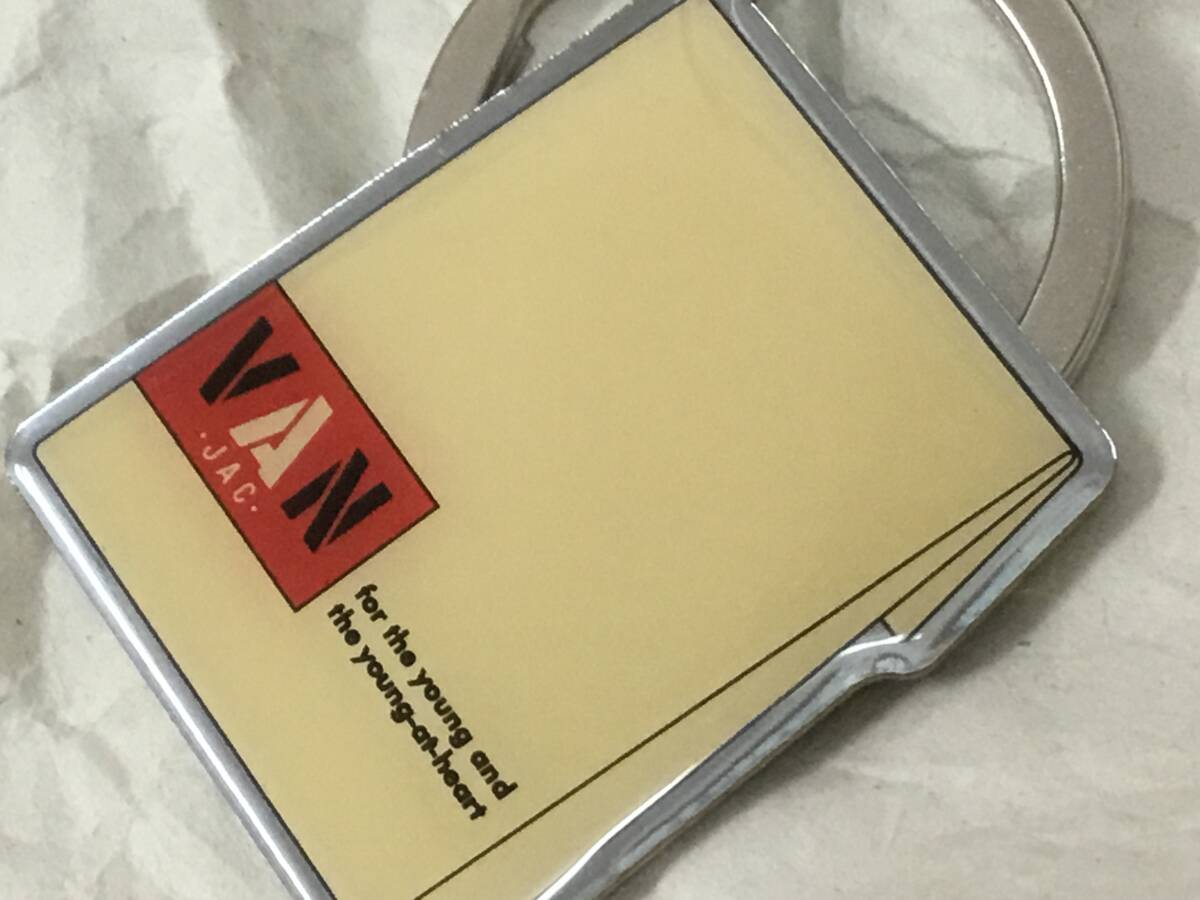 VAN
·JAC·
for the young and
the young-at-heart